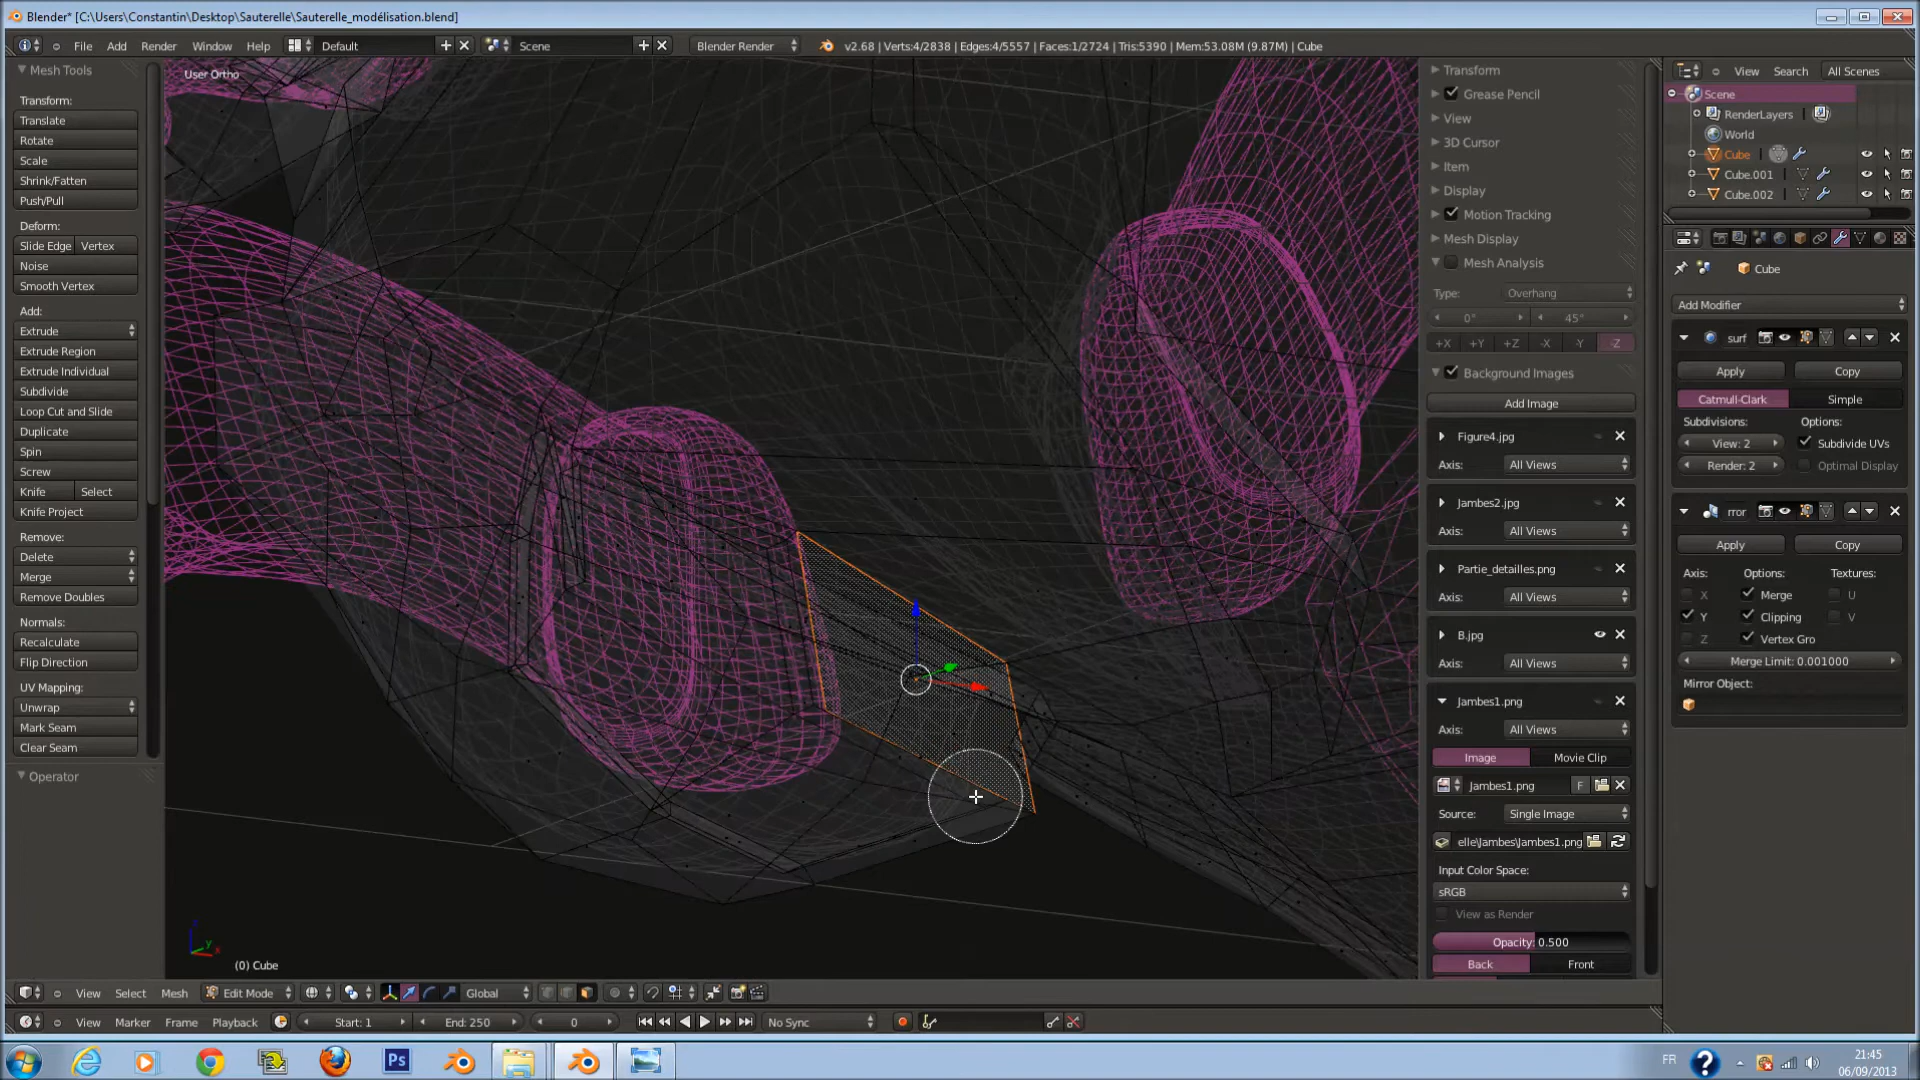 Blender* [C:\Users\Constantin\Desktop\Sauterelle\Sauterelle_modélisation.blend]
File Add Render Window Help Default Scene Blender Render v2.68 | Verts:4/2838 | Edges:4/5557 | Faces:1/2724 | Tris:5390 | Mem:53.08M (9.87M) | Cube
Mesh Tools
Transform:
Translate
Rotate
Scale
Shrink/Fatten
Push/Pull
Deform:
Slide Edge Vertex
Noise
Smooth Vertex
Add:
Extrude
Extrude Region
Extrude Individual
Subdivide
Loop Cut and Slide
Duplicate
Spin
Screw
Knife Select
Knife Project
Remove:
Delete
Merge
Remove Doubles
Normals:
Recalculate
Flip Direction
UV Mapping:
Unwrap
Mark Seam
Clear Seam
Operator
User Ortho
z
y
x
(0) Cube
Transform
Grease Pencil
View
3D Cursor
Item
Display
Motion Tracking
Mesh Display
Mesh Analysis
Type: Overhang
0° 45°
+X +Y +Z -X -Y -Z
Background Images
Add Image
Figure4.jpg
Axis: All Views
Jambes2.jpg
Axis: All Views
Partie_detailles.png
Axis: All Views
B.jpg
Axis: All Views
Jambes1.png
Axis: All Views
Image Movie Clip
Jambes1.png F
Source: Single Image
elle\Jambes\Jambes1.png
Input Color Space:
sRGB
View as Render
Opacity: 0.500
Back Front
View Search All Scenes
Scene
RenderLayers
World
Cube
Cube.001
Cube.002
Cube
Add Modifier
surf
Apply Copy
Catmull-Clark Simple
Subdivisions: Options:
View: 2 Subdivide UVs
Render: 2 Optimal Display
rror
Apply Copy
Axis: Options: Textures:
X Merge U
Y Clipping V
Z Vertex Gro
Merge Limit: 0.001000
Mirror Object:
View Select Mesh Edit Mode Global
View Marker Frame Playback Start: 1 End: 250 0 No Sync
Ps
FR
21:45
06/09/2013